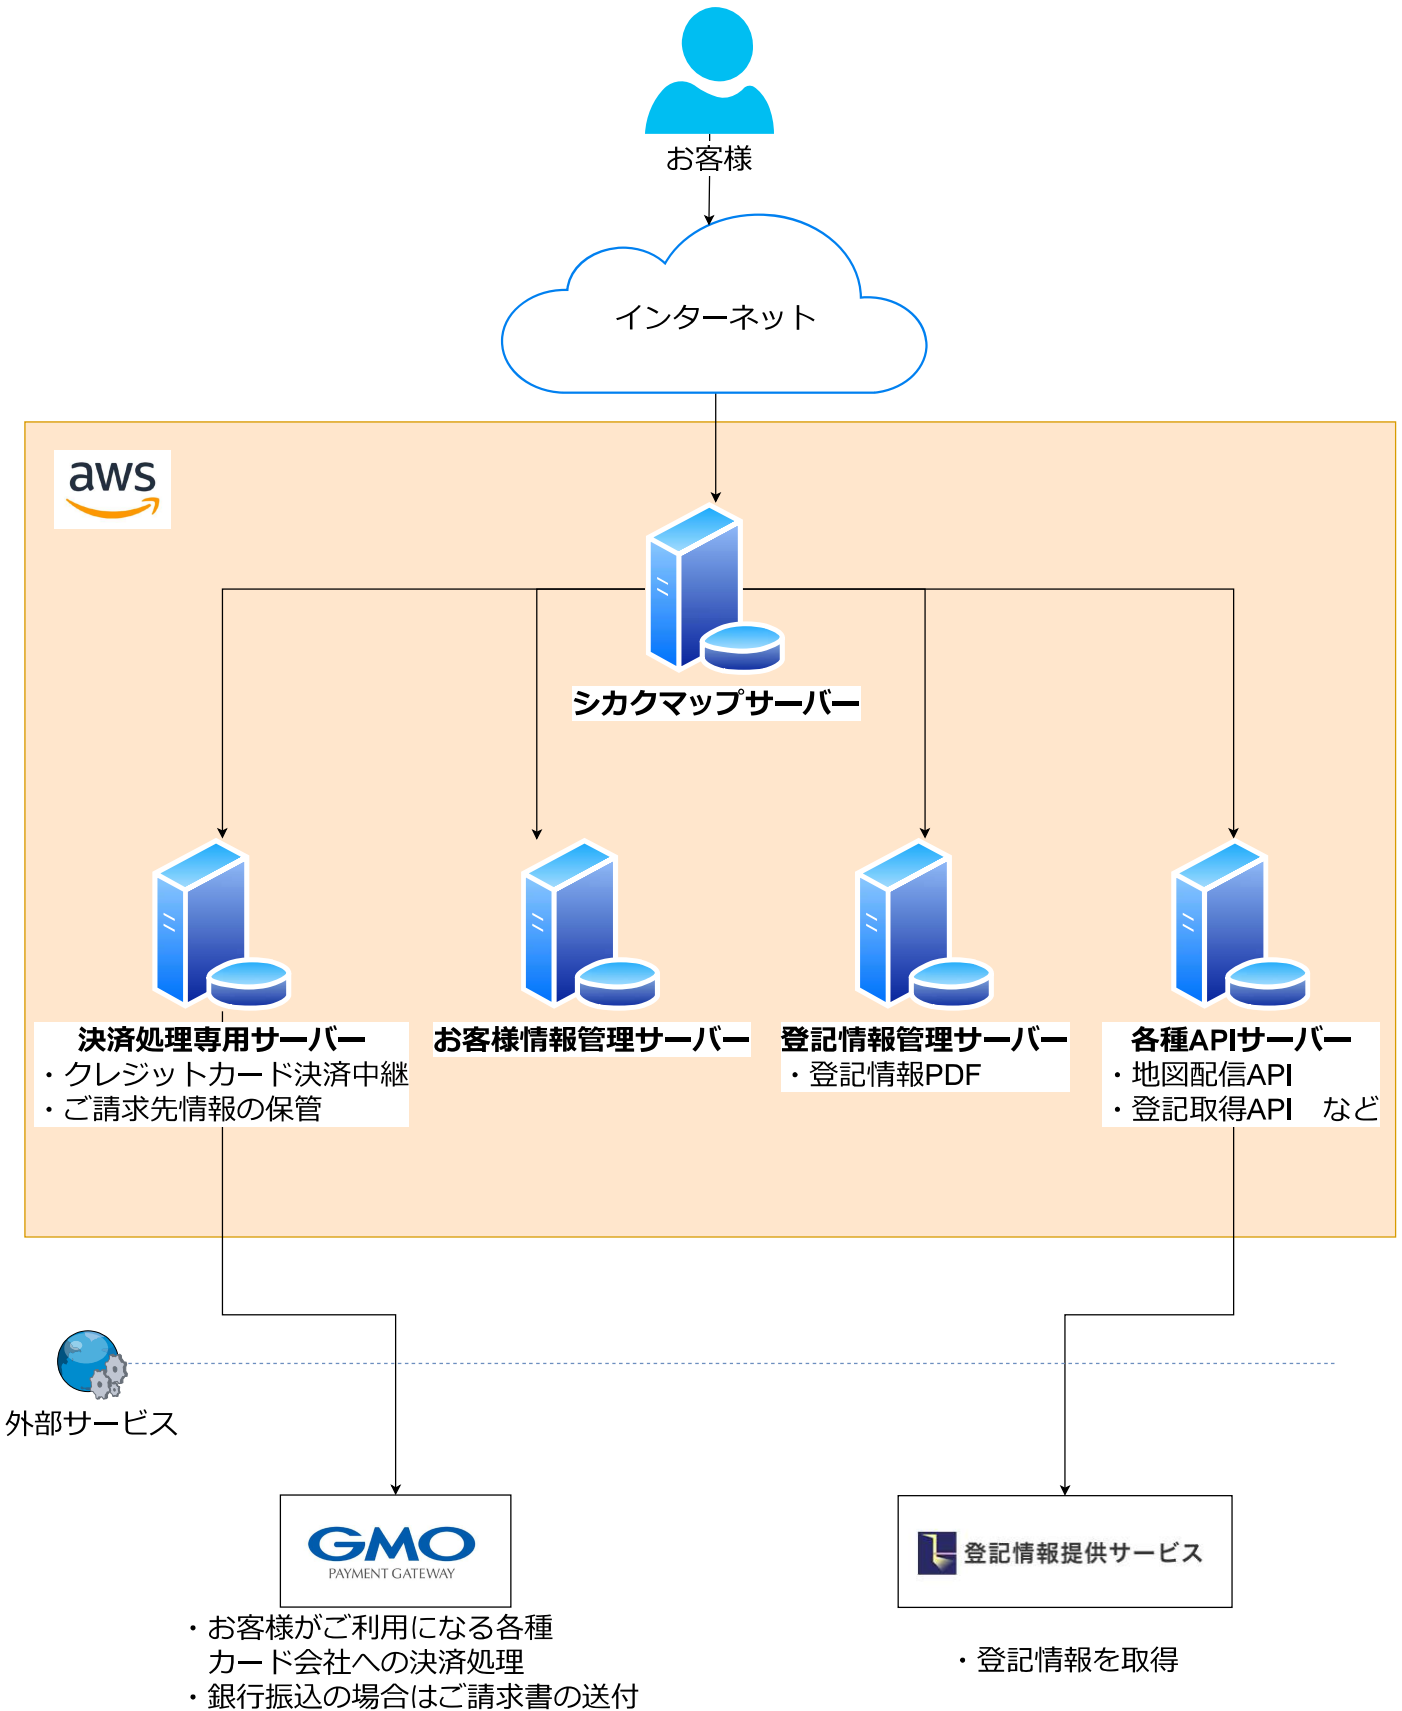 お客様
インターネット
aws
シカクマップサーバー
決済処理専用サーバー
・クレジットカード決済中継
・ご請求先情報の保管
お客様情報管理サーバー
登記情報管理サーバー
・登記情報PDF
各種APIサーバー
・地図配信API
・登記取得API　など
外部サービス
GMO
PAYMENT GATEWAY
・お客様がご利用になる各種
カード会社への決済処理
・銀行振込の場合はご請求書の送付
登記情報提供サービス
・登記情報を取得